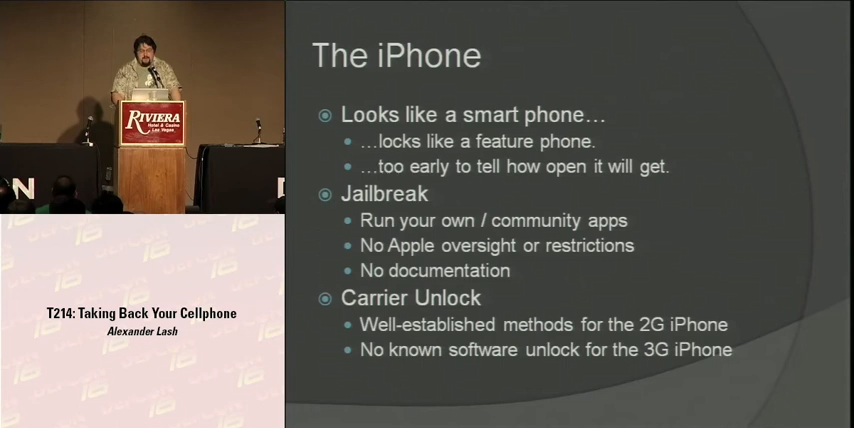 RIVIERA
Hotel & Casino
Las Vegas
N
D
T214: Taking Back Your Cellphone
Alexander Lash
The iPhone
Looks like a smart phone…
…locks like a feature phone.
…too early to tell how open it will get.
Jailbreak
Run your own / community apps
No Apple oversight or restrictions
No documentation
Carrier Unlock
Well-established methods for the 2G iPhone
No known software unlock for the 3G iPhone